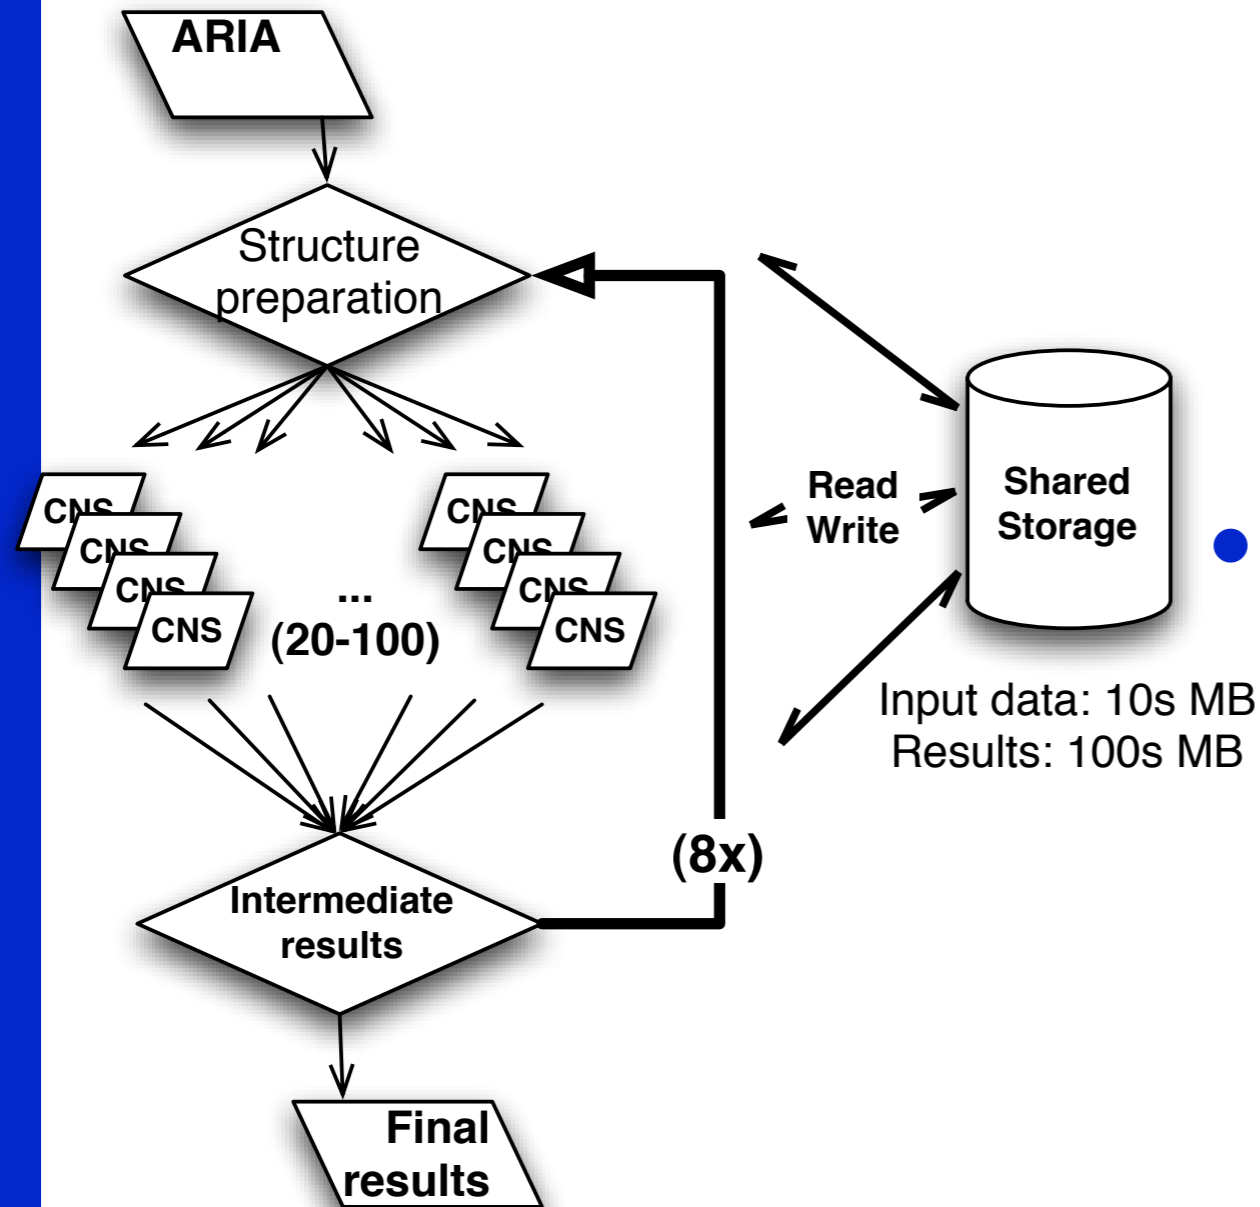 ARIA
Structure
preparation
CNS
CNS
CNS
CNS
...
(20-100)
CNS
CNS
CNS
CNS
Read
Write
Shared
Storage
Input data: 10s MB
Results: 100s MB
(8x)
Intermediate
results
Final
results